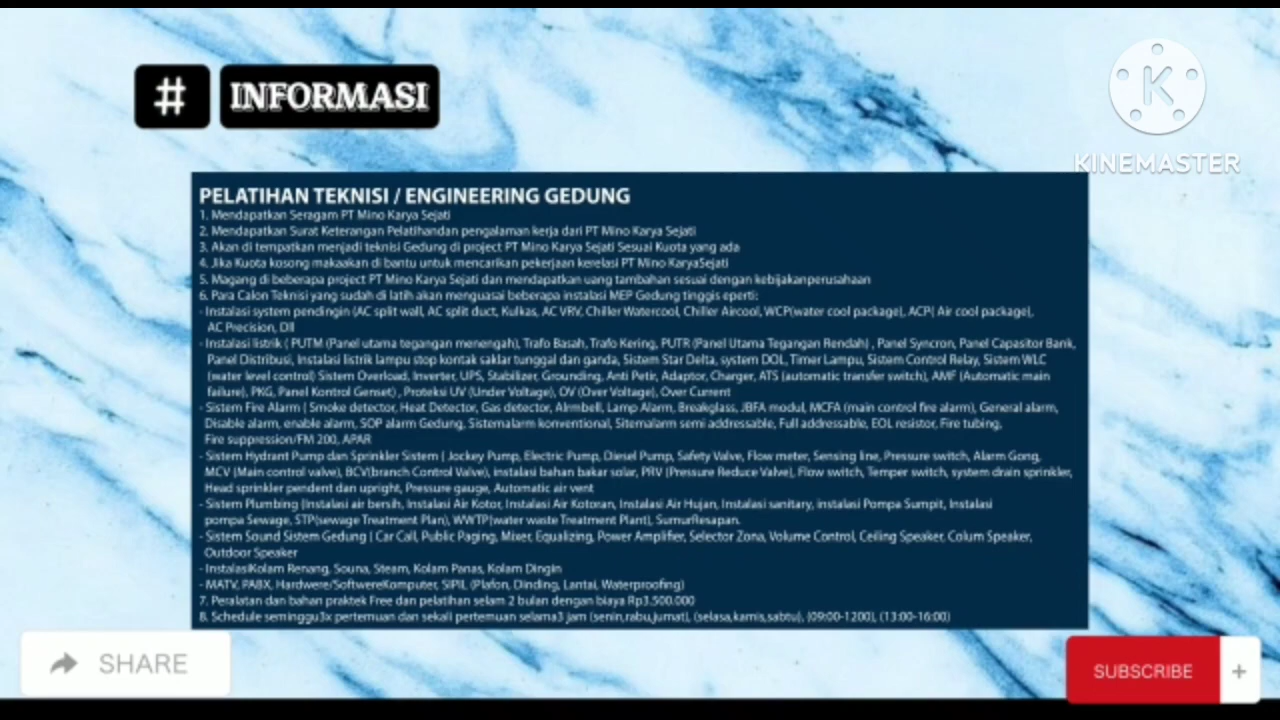 # INFORMASI
KINEMASTER
PELATIHAN TEKNISI / ENGINEERING GEDUNG
1. Mendapatkan Seragam PT Mino Karya Sejati
2. Mendapatkan Surat Keterangan Pelatihandan pengalaman kerja dari PT Mino Karya Sejati
3. Akan di tempatkan menjadi teknisi Gedung di project PT Mino Karya Sejati Sesuai Kuota yang ada
4. Jika Kuota kosong makaakan di bantu untuk mencarikan pekerjaan kerelasi PT Mino KaryaSejati
5. Magang di beberapa project PT Mino Karya Sejati dan mendapatkan uang tambahan sesuai dengan kebijakanperusahaan
6. Para Calon Teknisi yang sudah di latih akan menguasai beberapa instalasi MEP Gedung tinggis eperti:
- Instalasi system pendingin (AC split wall, AC split duct, Kulkas, AC VRV, Chiller Watercool, Chiller Aircool, WCP(water cool package), ACP( Air cool package),
AC Precision, Dll
- Instalasi listrik ( PUTM (Panel utama tegangan menengah), Trafo Basah, Trafo Kering, PUTR (Panel Utama Tegangan Rendah) , Panel Syncron, Panel Capasitor Bank,
Panel Distribusi, Instalasi listrik lampu stop kontak saklar tunggal dan ganda, Sistem Star Delta, system DOL, Timer Lampu, Sistem Control Relay, Sistem WLC
(water level control) Sistem Overload, Inverter, UPS, Stabilizer, Grounding, Anti Petir, Adaptor, Charger, ATS (automatic transfer switch), AMF (Automatic main
failure), PKG, Panel Kontrol Genset) , Proteksi UV (Under Voltage), OV (Over Voltage), Over Current
- Sistem Fire Alarm ( Smoke detector, Heat Detector, Gas detector, Alrmbell, Lamp Alarm, Breakglass, JBFA modul, MCFA (main control fire alarm), General alarm,
Disable alarm, enable alarm, SOP alarm Gedung, Sistemalarm konventional, Sitemalarm semi addressable, Full addressable, EOL resistor, Fire tubing,
Fire suppression/FM 200, APAR
- Sistem Hydrant Pump dan Sprinkler Sistem ( Jockey Pump, Electric Pump, Diesel Pump, Safety Valve, Flow meter, Sensing line, Pressure switch, Alarm Gong,
MCV (Main control valve), BCV(branch Control Valve), instalasi bahan bakar solar, PRV (Pressure Reduce Valve), Flow switch, Temper switch, system drain sprinkler,
Head sprinkler pendent dan upright, Pressure gauge, Automatic air vent
- Sistem Plumbing (Instalasi air bersih, Instalasi Air Kotor, Instalasi Air Kotoran, Instalasi Air Hujan, Instalasi sanitary, instalasi Pompa Sumpit, Instalasi
pompa Sewage, STP(sewage Treatment Plan), WWTP(water waste Treatment Plant), SumurResapan.
- Sistem Sound Sistem Gedung ( Car Call, Public Paging, Mixer, Equalizing, Power Amplifier, Selector Zona, Volume Control, Ceiling Speaker, Colum Speaker,
Outdoor Speaker
- InstalasiKolam Renang, Souna, Steam, Kolam Panas, Kolam Dingin
- MATV, PABX, Hardwere/SoftwereKomputer, SIPIL (Plafon, Dinding, Lantai, Waterproofing)
7. Peralatan dan bahan praktek Free dan pelatihan selam 2 bulan dengan biaya Rp3.500.000
8. Schedule seminggu3x pertemuan dan sekali pertemuan selama3 jam (senin,rabu,jumat), (selasa,kamis,sabtu), (09:00-1200), (13:00-16:00)
SHARE
SUBSCRIBE +